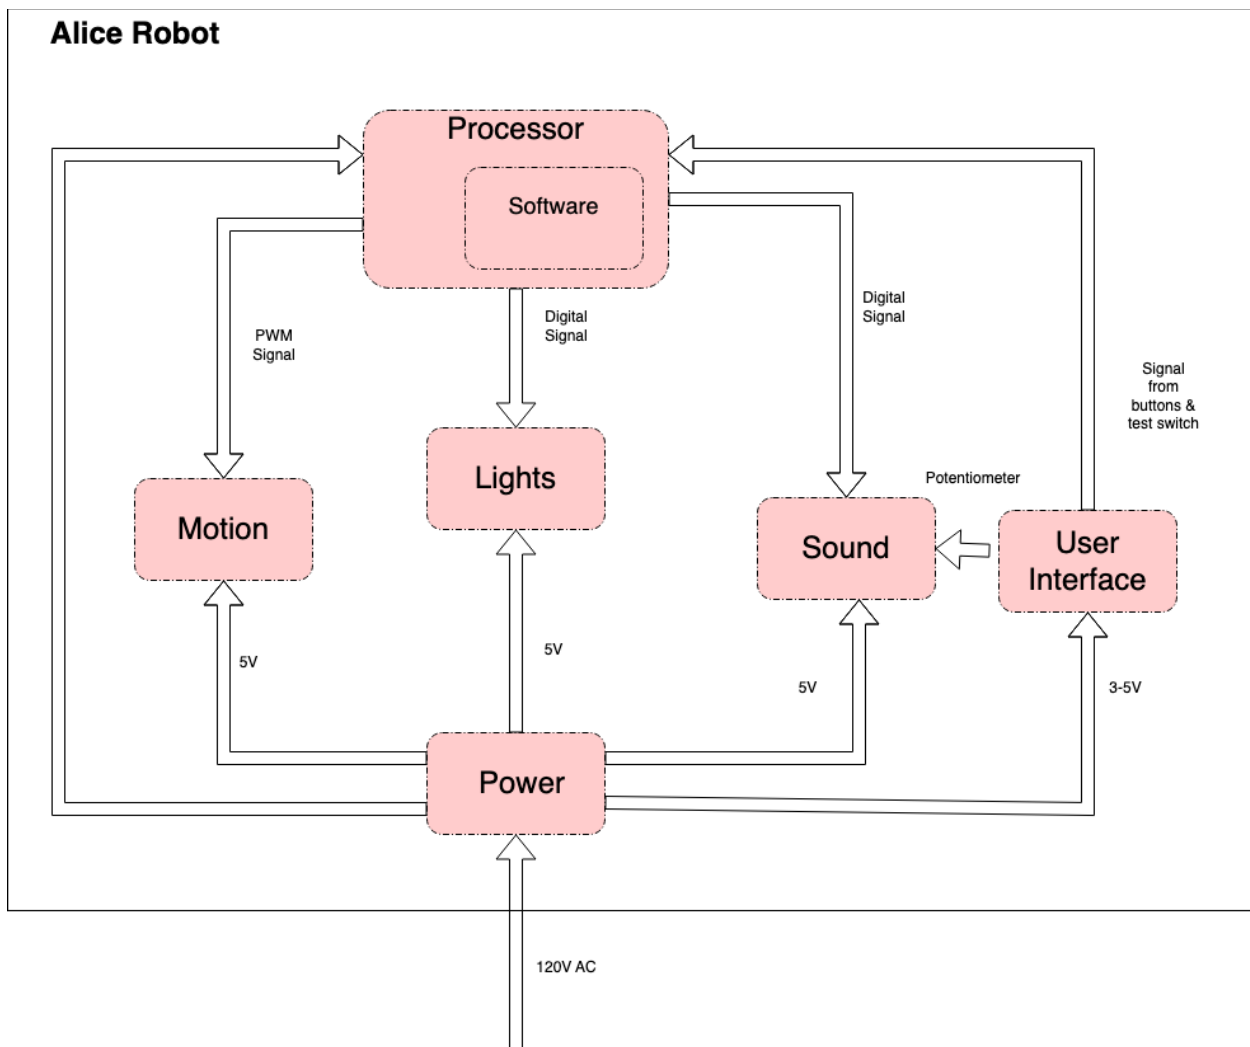 Alice Robot
Processor
Software
PWM
Signal
Digital
Signal
Digital
Signal
Signal
from
buttons &
test switch
Motion
Lights
Sound
Potentiometer
User
Interface
5V
5V
5V
3-5V
Power
120V AC